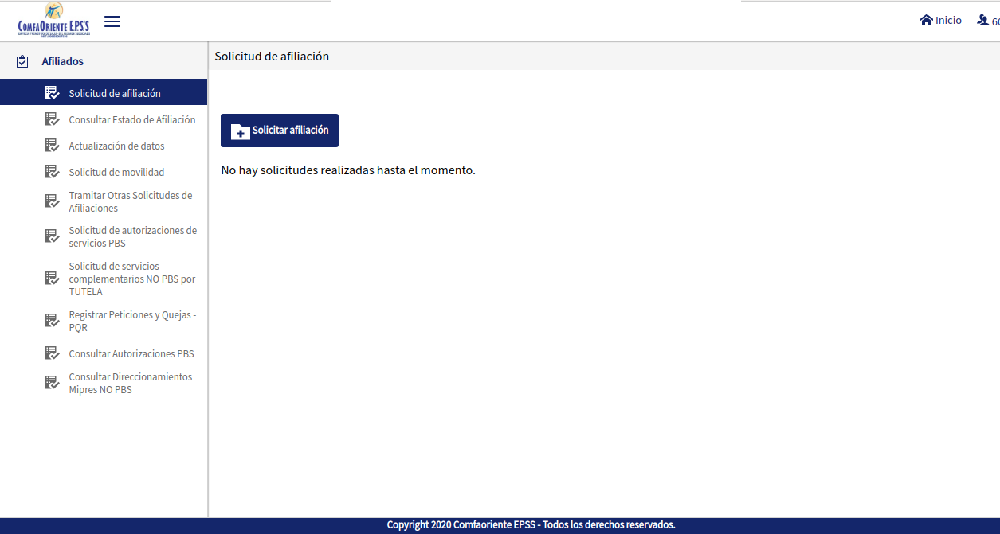 COMFAORIENTE EPS'S
Inicio
60
Afiliados
Solicitud de afiliación
Solicitud de afiliación
Consultar Estado de Afiliación
Actualización de datos
Solicitud de movilidad
Tramitar Otras Solicitudes de
Afiliaciones
Solicitud de autorizaciones de
servicios PBS
Solicitud de servicios
complementarios NO PBS por
TUTELA
Registrar Peticiones y Quejas -
PQR
Consultar Autorizaciones PBS
Consultar Direccionamientos
Mipres NO PBS
Solicitar afiliación
No hay solicitudes realizadas hasta el momento.
Copyright 2020 Comfaoriente EPSS - Todos los derechos reservados.